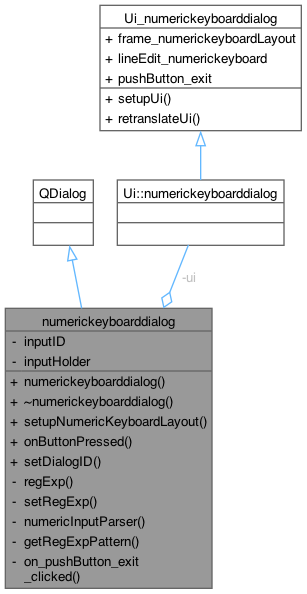 Ui_numerickeyboarddialog
+ frame_numerickeyboardLayout
+ lineEdit_numerickeyboard
+ pushButton_exit
+ setupUi()
+ retranslateUi()
QDialog
Ui::numerickeyboarddialog
-ui
numerickeyboarddialog
- inputID
- inputHolder
+ numerickeyboarddialog()
+ ~numerickeyboarddialog()
+ setupNumericKeyboardLayout()
+ onButtonPressed()
+ setDialogID()
- regExp()
- setRegExp()
- numericInputParser()
- getRegExpPattern()
- on_pushButton_exit
_clicked()